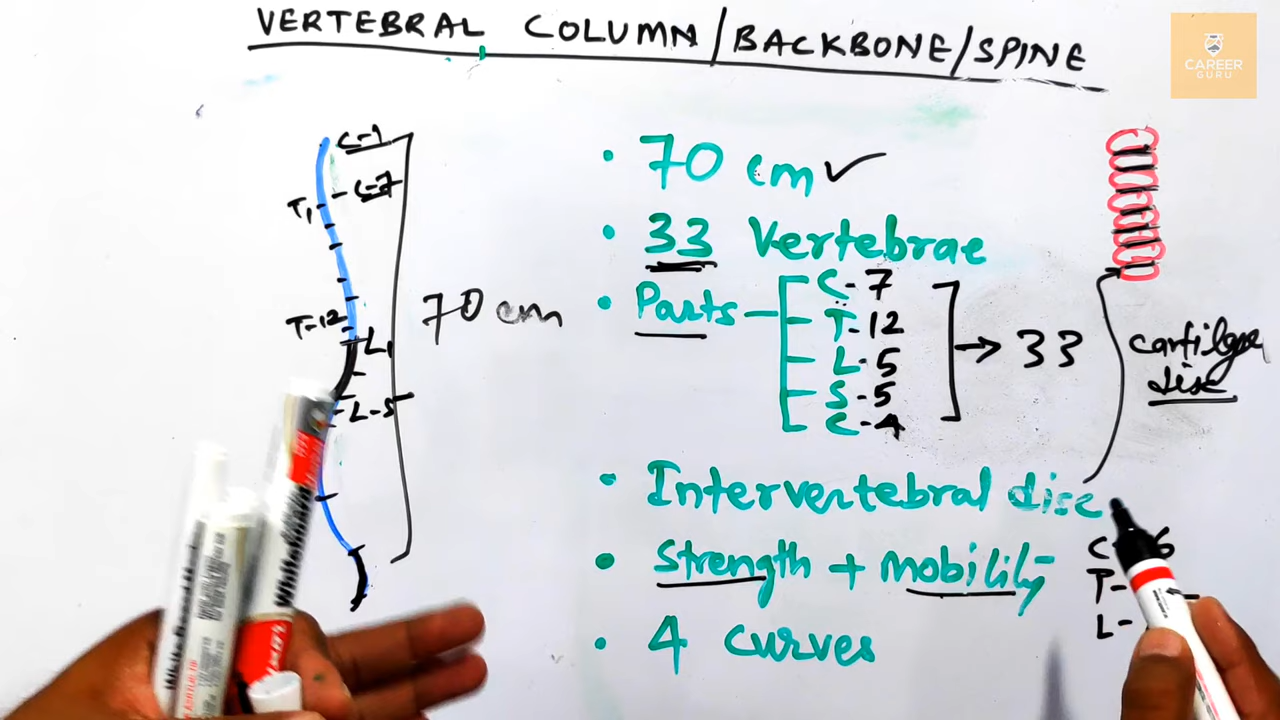 VERTEBRAL COLUMN/BACKBONE/SPINE
CAREER
GURU
C-1
C-7
T1
T-12
L1
L-5
70 cm
• 70 cm ✓
• 33 Vertebrae
• Parts
C-7
T-12
L-5
S-5
C-4
→ 33
• Intervertebral disc
• Strength + mobility
• 4 curves
disc
C 6
T-
L-